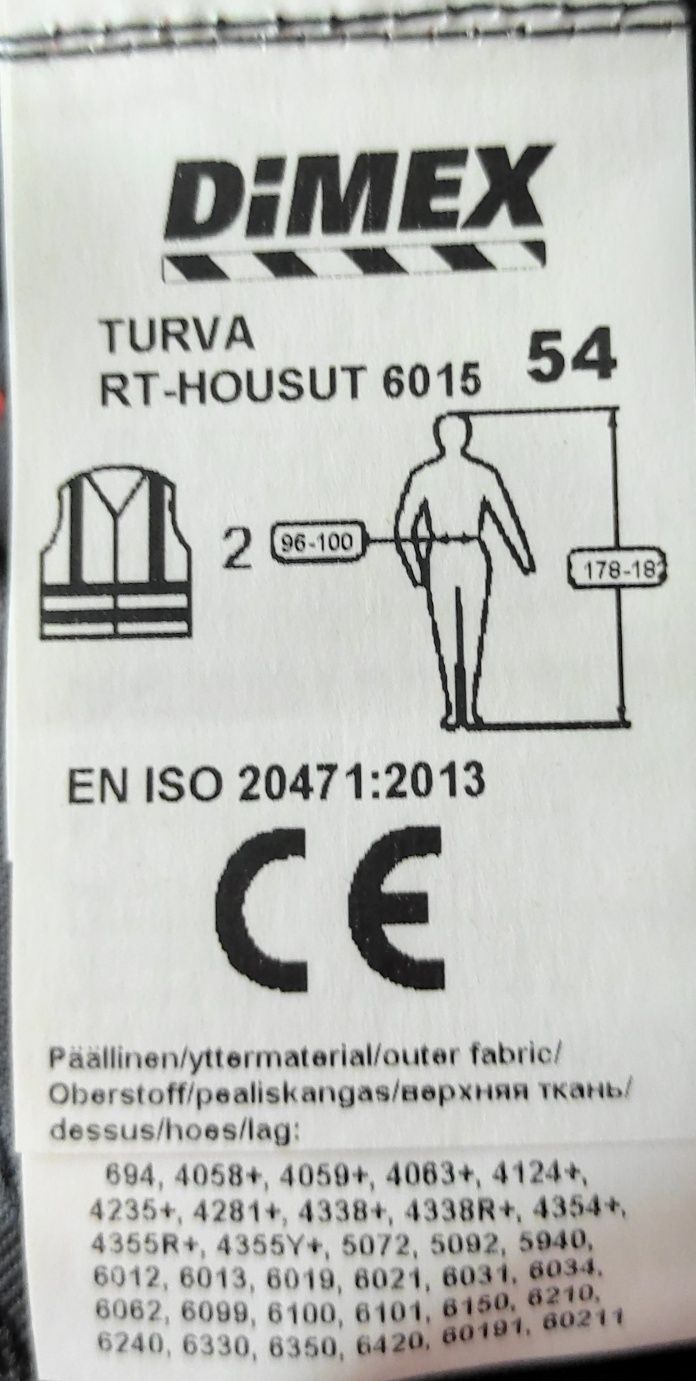 DiMEX
TURVA
RT-HOUSUT 6015 54
2 96-100
178-182
EN ISO 20471:2013
CE
Päällinen/yttermaterial/outer fabric/
Oberstoff/pealiskangas/верхняя ткань/
dessus/hoes/lag:
694, 4058+, 4059+, 4063+, 4124+,
4235+, 4281+, 4338+, 4338R+, 4354+,
4355R+, 4355Y+, 5072, 5092, 5940,
6012, 6013, 6019, 6021, 6031, 6034,
6062, 6099, 6100, 6101, 6150, 6210,
6240, 6330, 6350, 6420, 60191, 60211